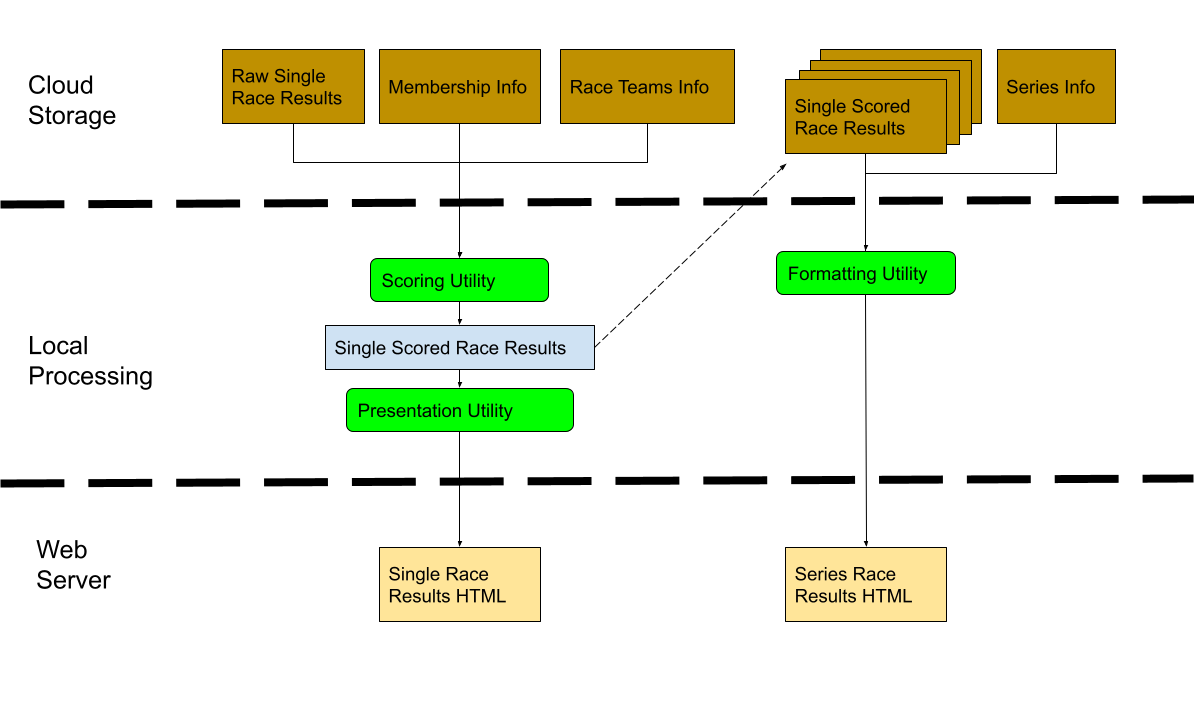 Cloud
Storage
Raw Single
Race Results
Membership Info
Race Teams Info
Single Scored
Race Results
Series Info
Local
Processing
Scoring Utility
Single Scored Race Results
Presentation Utility
Formatting Utility
Web
Server
Single Race
Results HTML
Series Race
Results HTML